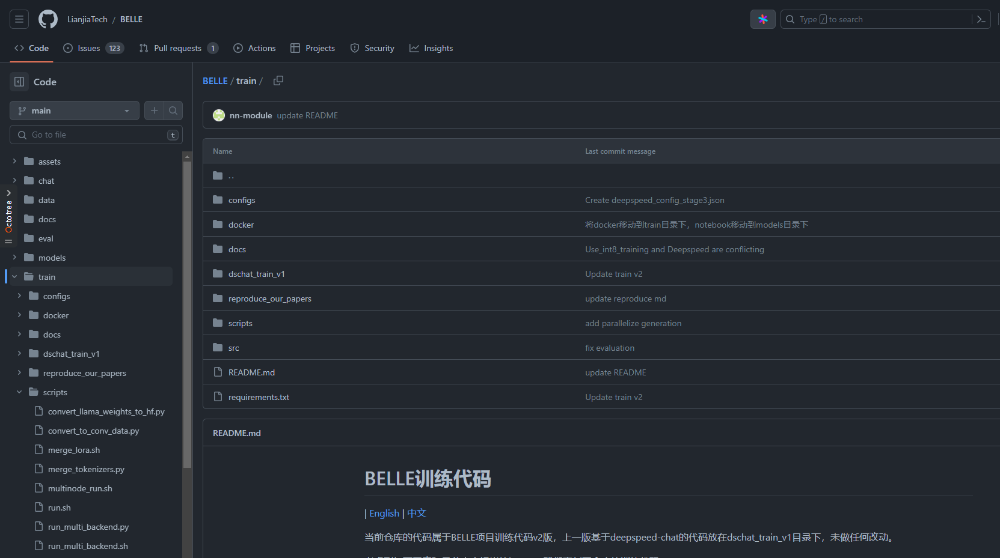 LianjiaTech / BELLE
Type / to search
Code
Issues 123
Pull requests 1
Actions
Projects
Security
Insights
Code
main
Go to file t
assets
chat
data
docs
eval
models
train
configs
docker
docs
dschat_train_v1
reproduce_our_papers
scripts
convert_llama_weights_to_hf.py
convert_to_conv_data.py
merge_lora.sh
merge_tokenizers.py
multinode_run.sh
run.sh
run_multi_backend.py
run_multi_backend.sh
Octotree
BELLE / train /
nn-module update README
Name Last commit message
..
configs Create deepspeed_config_stage3.json
docker 将docker移动到train目录下，notebook移动到models目录下
docs Use_int8_training and Deepspeed are conflicting
dschat_train_v1 Update train v2
reproduce_our_papers update reproduce md
scripts add parallelize generation
src fix evaluation
README.md update README
requirements.txt Update train v2
README.md
BELLE训练代码
| English | 中文
当前仓库的代码属于BELLE项目训练代码v2版，上一版基于deepspeed-chat的代码放在dschat_train_v1目录下，未做任何改动。